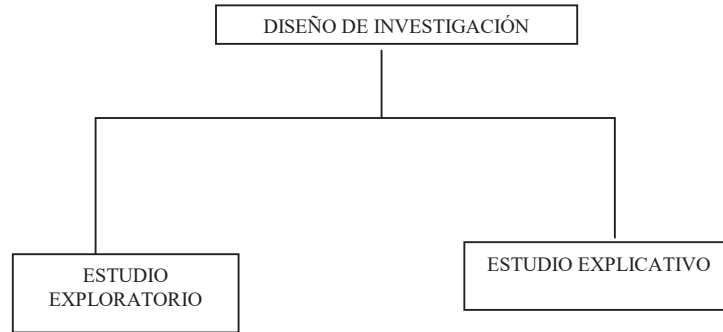 DISEÑO DE INVESTIGACIÓN
ESTUDIO
EXPLORATORIO
ESTUDIO EXPLICATIVO